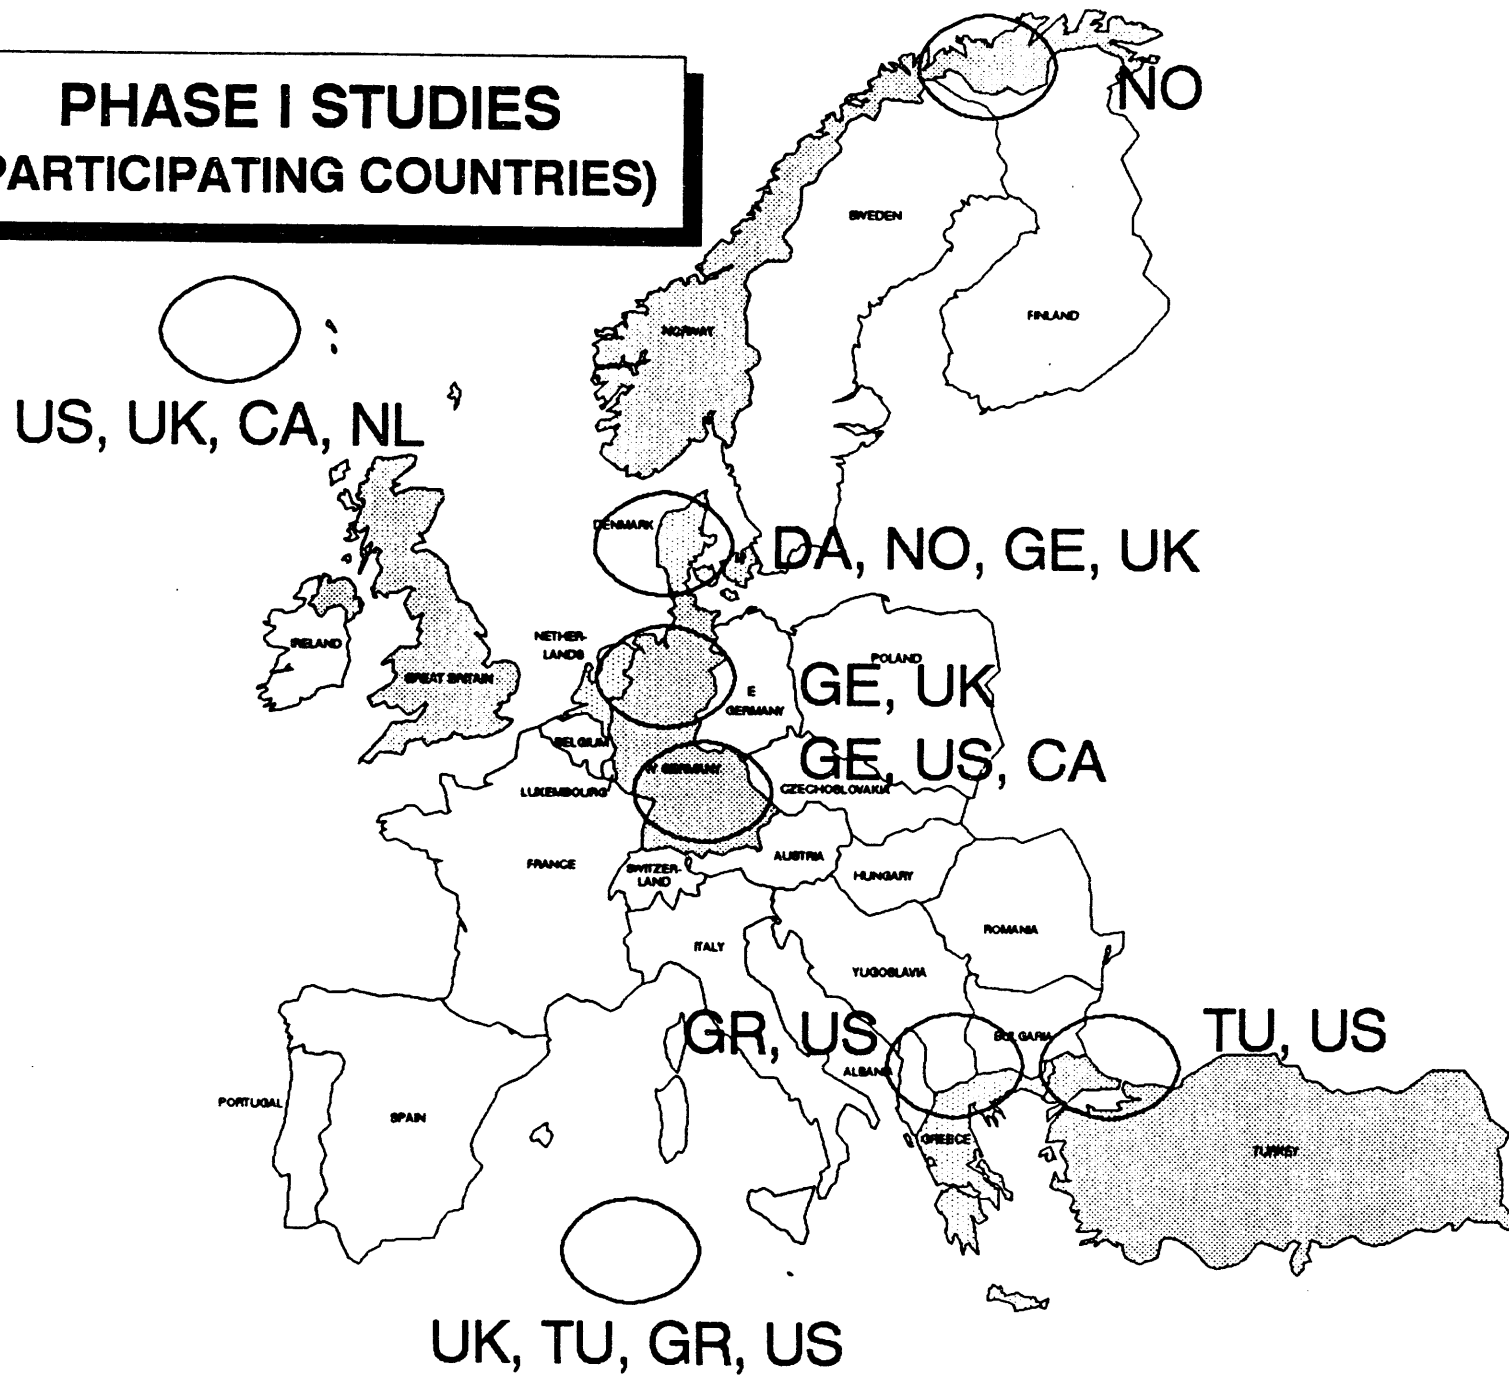 PHASE I STUDIES
PARTICIPATING COUNTRIES)
NO
SWEDEN
FINLAND
NORWAY
US, UK, CA, NL
DENMARK
DA, NO, GE, UK
NETHER-
LANDS
IRELAND
GREAT BRITAIN
POLAND
GE, UK
E
GERMANY
BELGIUM
GE, US, CA
W GERMANY
LUXEMBOURG
CZECHOSLOVAKIA
FRANCE
AUSTRIA
SWITZER-
LAND
HUNGARY
ROMANIA
ITALY
YUGOSLAVIA
GR, US
BULGARIA
TU, US
ALBANIA
PORTUGAL
SPAIN
GREECE
TURKEY
UK, TU, GR, US